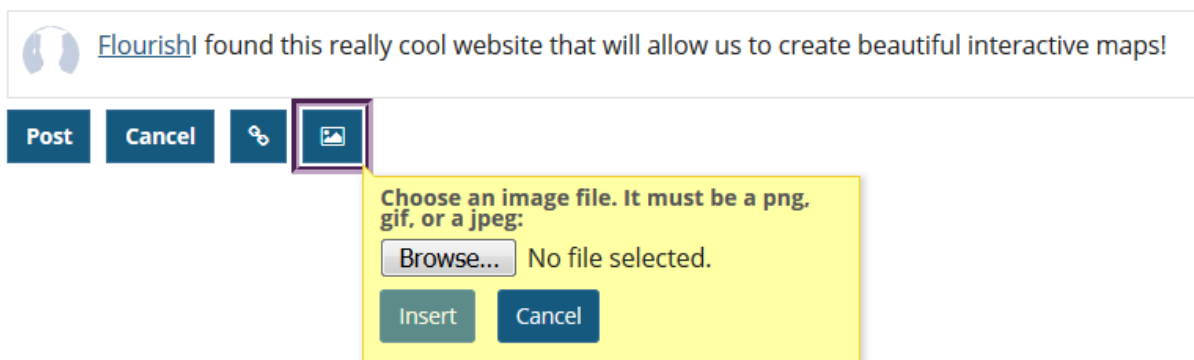 FlourishI found this really cool website that will allow us to create beautiful interactive maps!
Post Cancel
Choose an image file. It must be a png,
gif, or a jpeg:
Browse... No file selected.
Insert Cancel